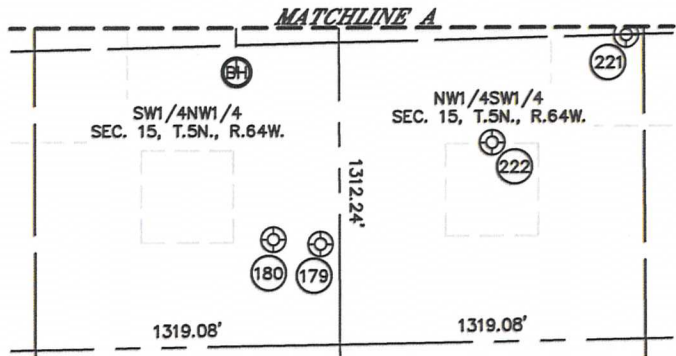 MATCHLINE A
221
BH
SW1/4NW1/4
SEC. 15, T.5N., R.64W.
NW1/4SW1/4
SEC. 15, T.5N., R.64W.
222
1312.24'
180
179
1319.08'
1319.08'